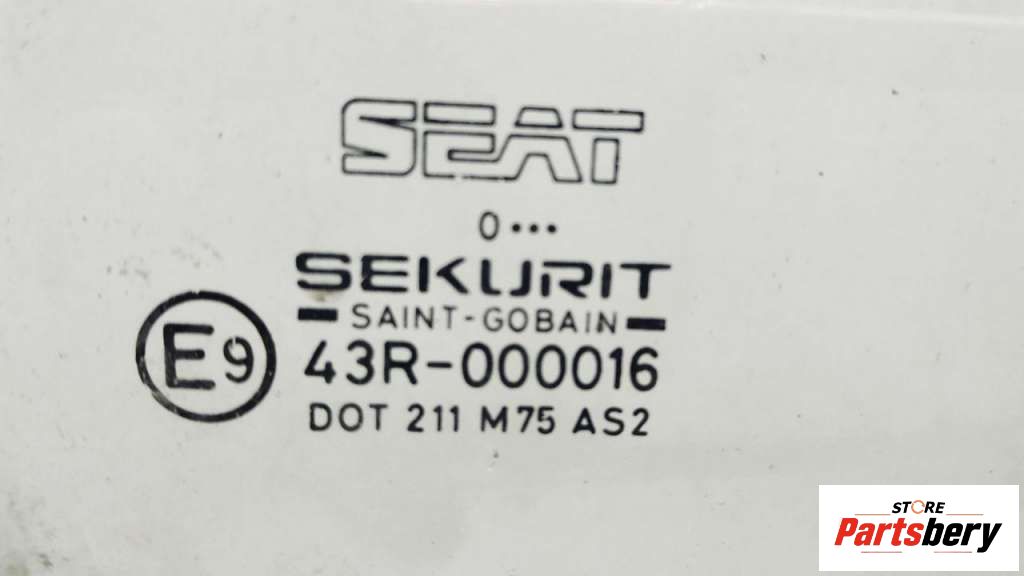 SEAT
0•••
SEKURIT
SAINT-GOBAIN
E9
43R-000016
DOT 211 M75 AS2
STORE
Partsbery